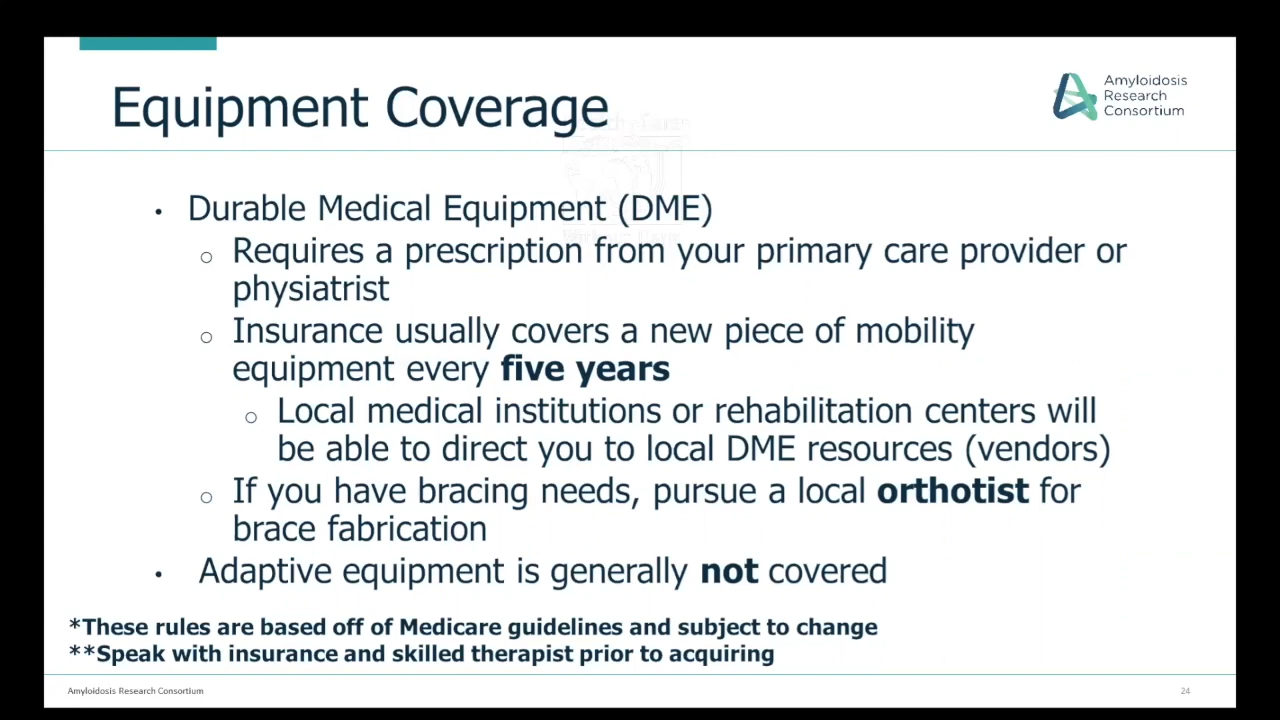 Equipment Coverage
Amyloidosis
Research
Consortium
• Durable Medical Equipment (DME)
o Requires a prescription from your primary care provider or
physiatrist
o Insurance usually covers a new piece of mobility
equipment every five years
o Local medical institutions or rehabilitation centers will
be able to direct you to local DME resources (vendors)
o If you have bracing needs, pursue a local orthotist for
brace fabrication
• Adaptive equipment is generally not covered
*These rules are based off of Medicare guidelines and subject to change
**Speak with insurance and skilled therapist prior to acquiring
Amyloidosis Research Consortium
24